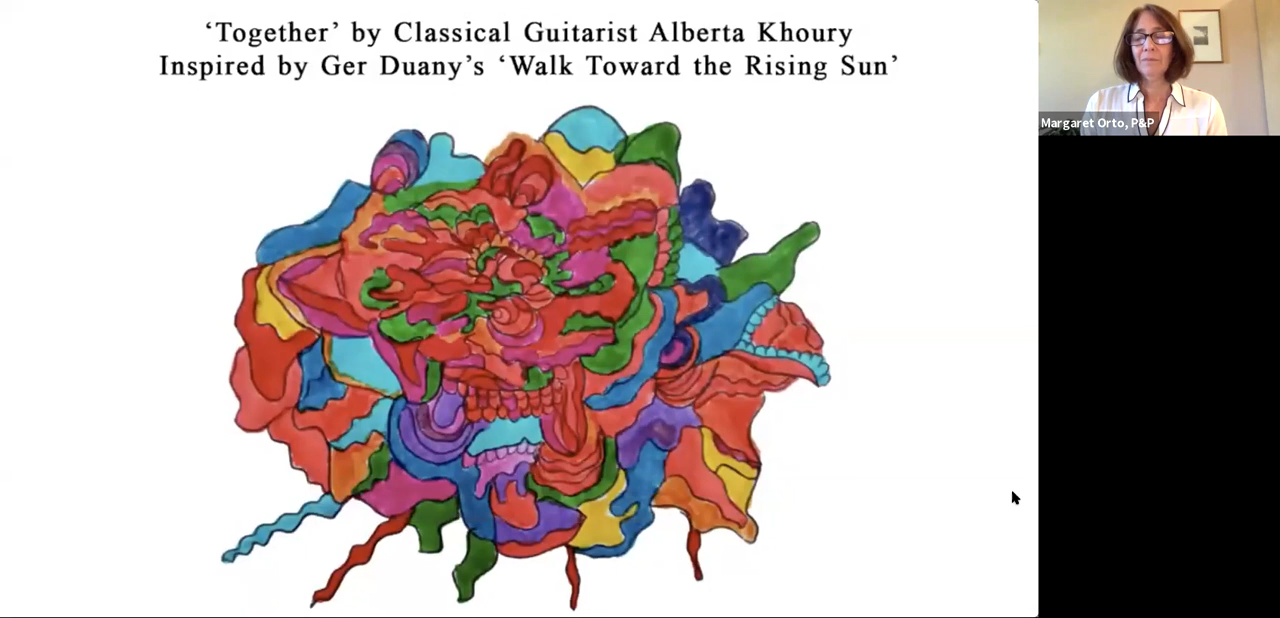 ‘Together’ by Classical Guitarist Alberta Khoury
Inspired by Ger Duany’s ‘Walk Toward the Rising Sun’
Margaret Orto, P&P